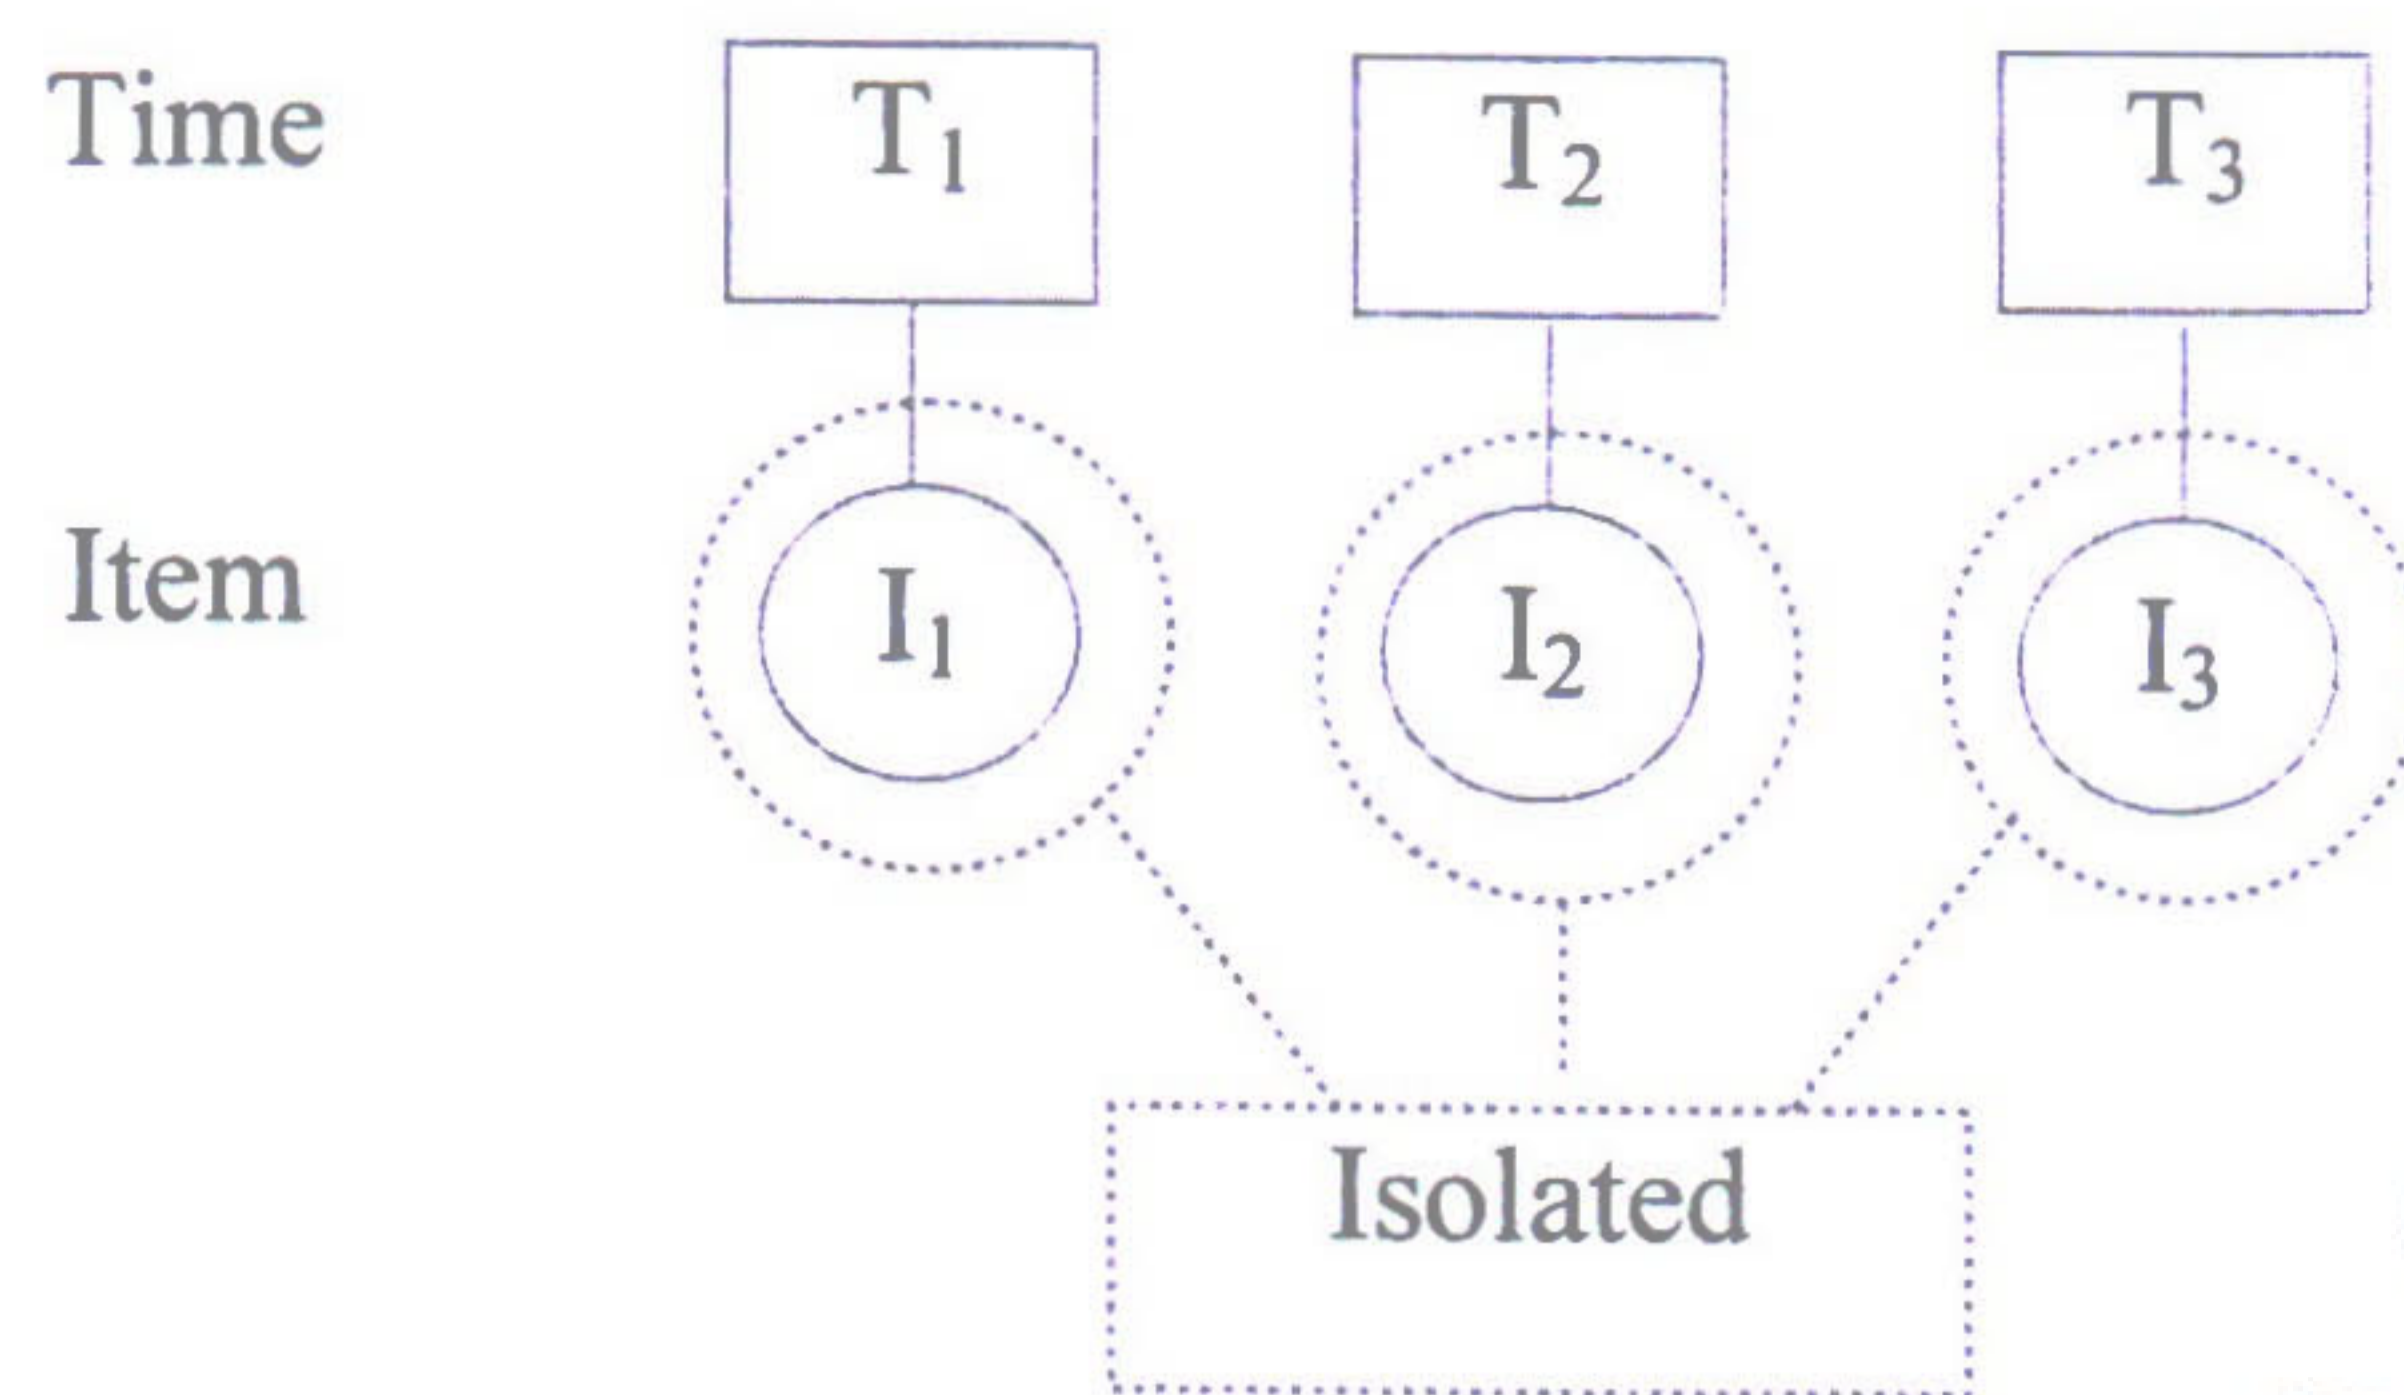 Time T₁ T₂ T₃
Item I₁ I₂ I₃
Isolated